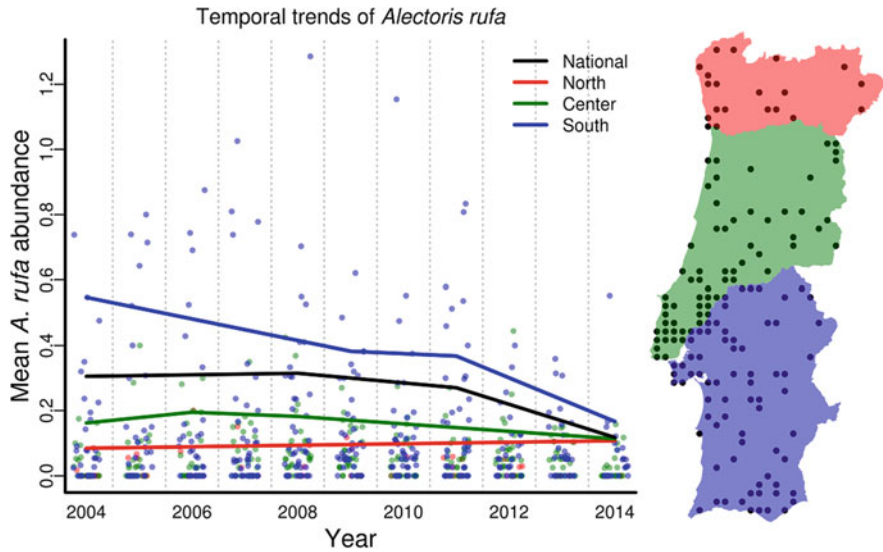 Temporal trends of Alectoris rufa
National
North
Center
South
Mean A. rufa abundance
1.2
1.0
0.8
0.6
0.4
0.2
0.0
2004 2006 2008 2010 2012 2014
Year